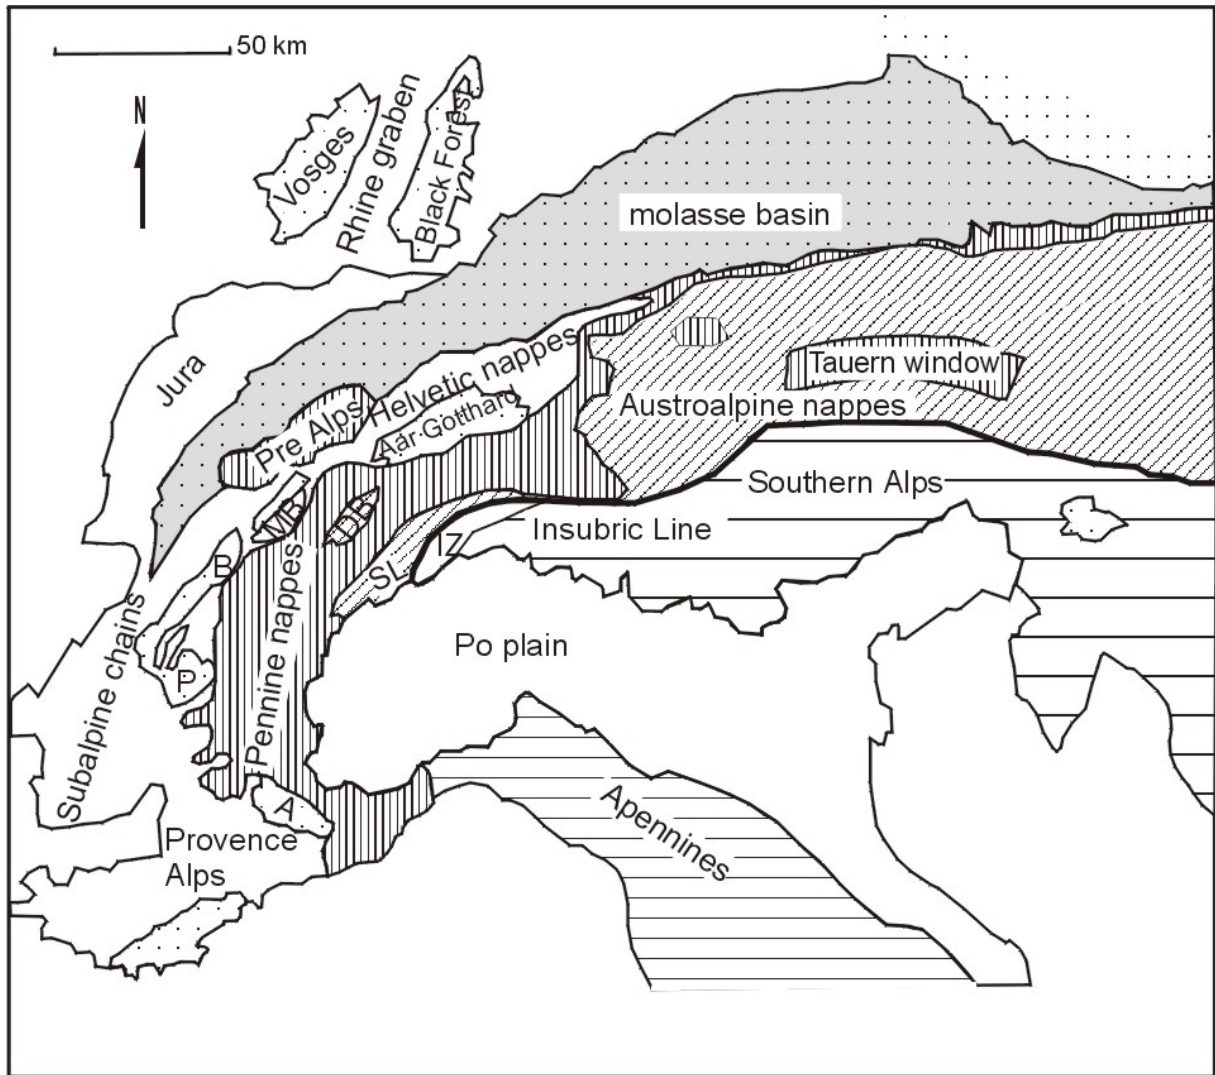 50 km
N
Vosges
Rhine graben
Black Forest
molasse basin
Jura
Helvetic nappes
Tauern window
Pre Alps
Aar Gotthard
Austroalpine nappes
Southern Alps
MB
DB
Insubric Line
IZ
B
SL
Pennine nappes
Po plain
P
Subalpine chains
A
Apennines
Provence
Alps